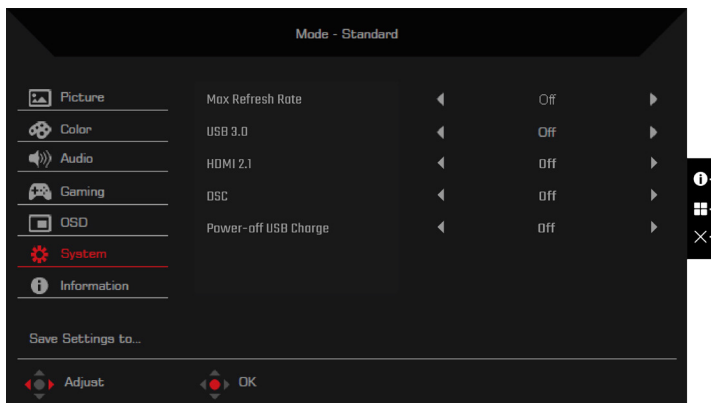 Mode - Standard
Picture
Color
Audio
Gaming
OSD
System
Information
Save Settings to...
Max Refresh Rate Off
USB 3.0 Off
HDMI 2.1 Off
DSC Off
Power-off USB Charge Off
Adjust
OK